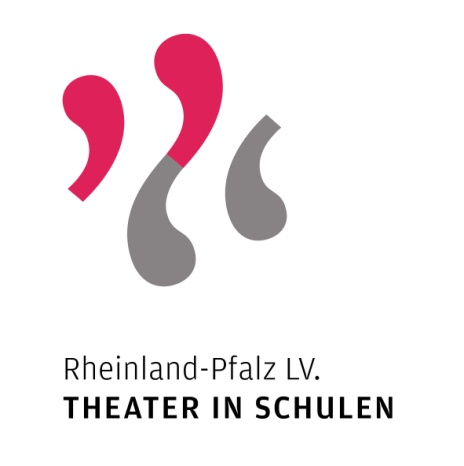 Rheinland-Pfalz LV.
THEATER IN SCHULEN